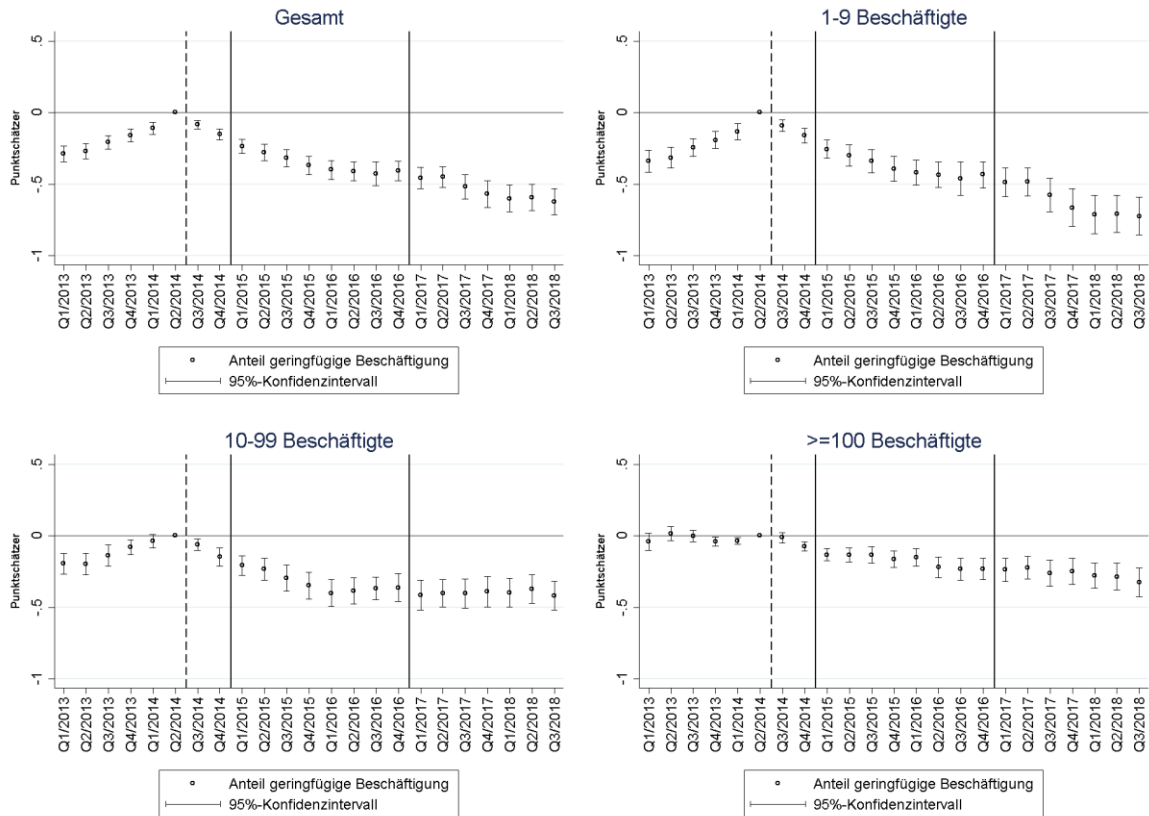 Gesamt
Punktschätzer
.5
0
-.5
-1
Q1/2013
Q2/2013
Q3/2013
Q4/2013
Q1/2014
Q2/2014
Q3/2014
Q4/2014
Q1/2015
Q2/2015
Q3/2015
Q4/2015
Q1/2016
Q2/2016
Q3/2016
Q4/2016
Q1/2017
Q2/2017
Q3/2017
Q4/2017
Q1/2018
Q2/2018
Q3/2018
Anteil geringfügige Beschäftigung
95%-Konfidenzintervall
1-9 Beschäftigte
Punktschätzer
.5
0
-.5
-1
Q1/2013
Q2/2013
Q3/2013
Q4/2013
Q1/2014
Q2/2014
Q3/2014
Q4/2014
Q1/2015
Q2/2015
Q3/2015
Q4/2015
Q1/2016
Q2/2016
Q3/2016
Q4/2016
Q1/2017
Q2/2017
Q3/2017
Q4/2017
Q1/2018
Q2/2018
Q3/2018
Anteil geringfügige Beschäftigung
95%-Konfidenzintervall
10-99 Beschäftigte
Punktschätzer
.5
0
-.5
-1
Q1/2013
Q2/2013
Q3/2013
Q4/2013
Q1/2014
Q2/2014
Q3/2014
Q4/2014
Q1/2015
Q2/2015
Q3/2015
Q4/2015
Q1/2016
Q2/2016
Q3/2016
Q4/2016
Q1/2017
Q2/2017
Q3/2017
Q4/2017
Q1/2018
Q2/2018
Q3/2018
Anteil geringfügige Beschäftigung
95%-Konfidenzintervall
>=100 Beschäftigte
Punktschätzer
.5
0
-.5
-1
Q1/2013
Q2/2013
Q3/2013
Q4/2013
Q1/2014
Q2/2014
Q3/2014
Q4/2014
Q1/2015
Q2/2015
Q3/2015
Q4/2015
Q1/2016
Q2/2016
Q3/2016
Q4/2016
Q1/2017
Q2/2017
Q3/2017
Q4/2017
Q1/2018
Q2/2018
Q3/2018
Anteil geringfügige Beschäftigung
95%-Konfidenzintervall